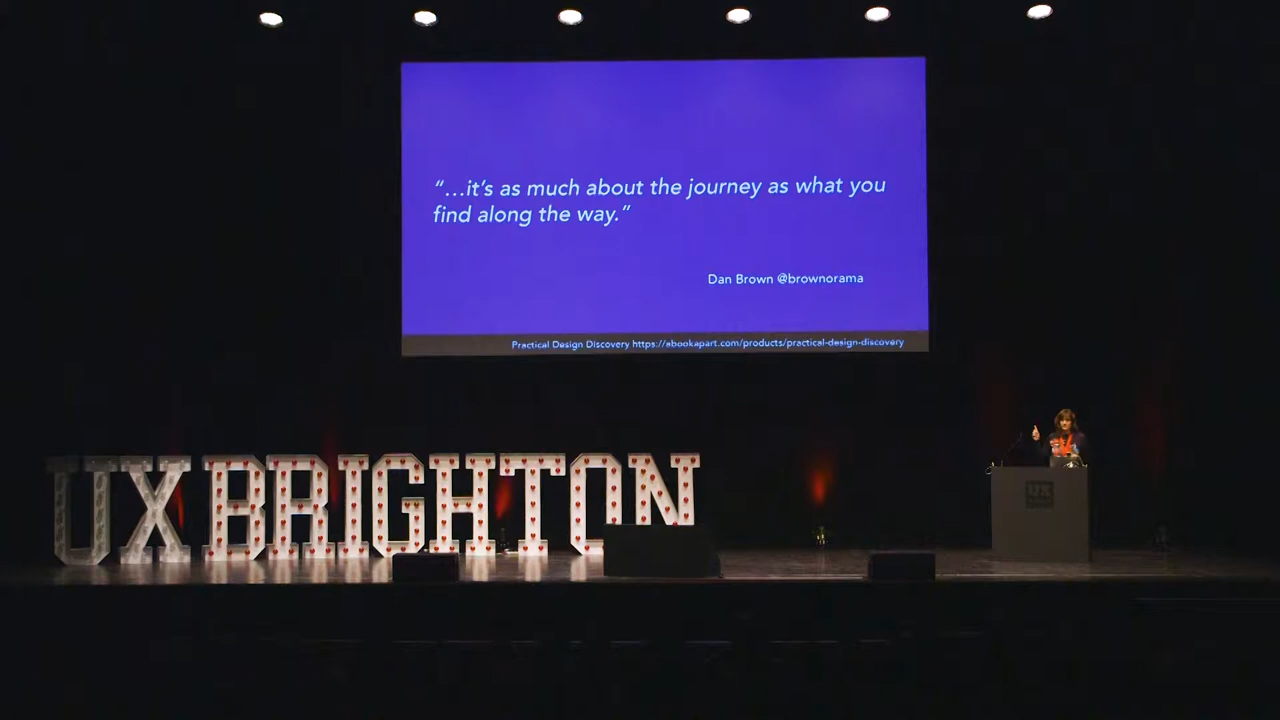 “...it’s as much about the journey as what you
find along the way.”
Dan Brown @brownorama
Practical Design Discovery https://abookapart.com/products/practical-design-discovery
UX BRIGHTON
UX